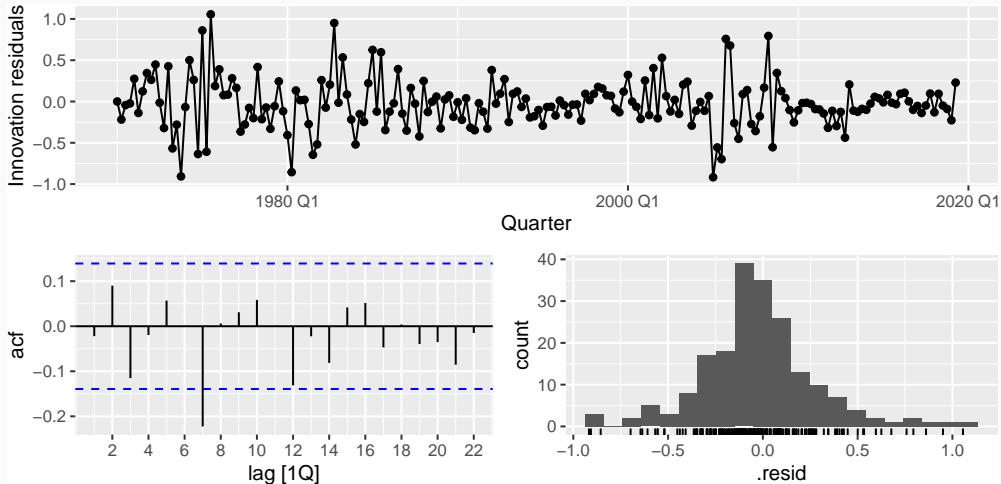 Innovation residuals
1.0
0.5
0.0
−0.5
−1.0
1980 Q1 2000 Q1 2020 Q1
Quarter
acf
0.1
0.0
−0.1
−0.2
2 4 6 8 10 12 14 16 18 20 22
lag [1Q]
count
40
30
20
10
0
−1.0 −0.5 0.0 0.5 1.0
.resid